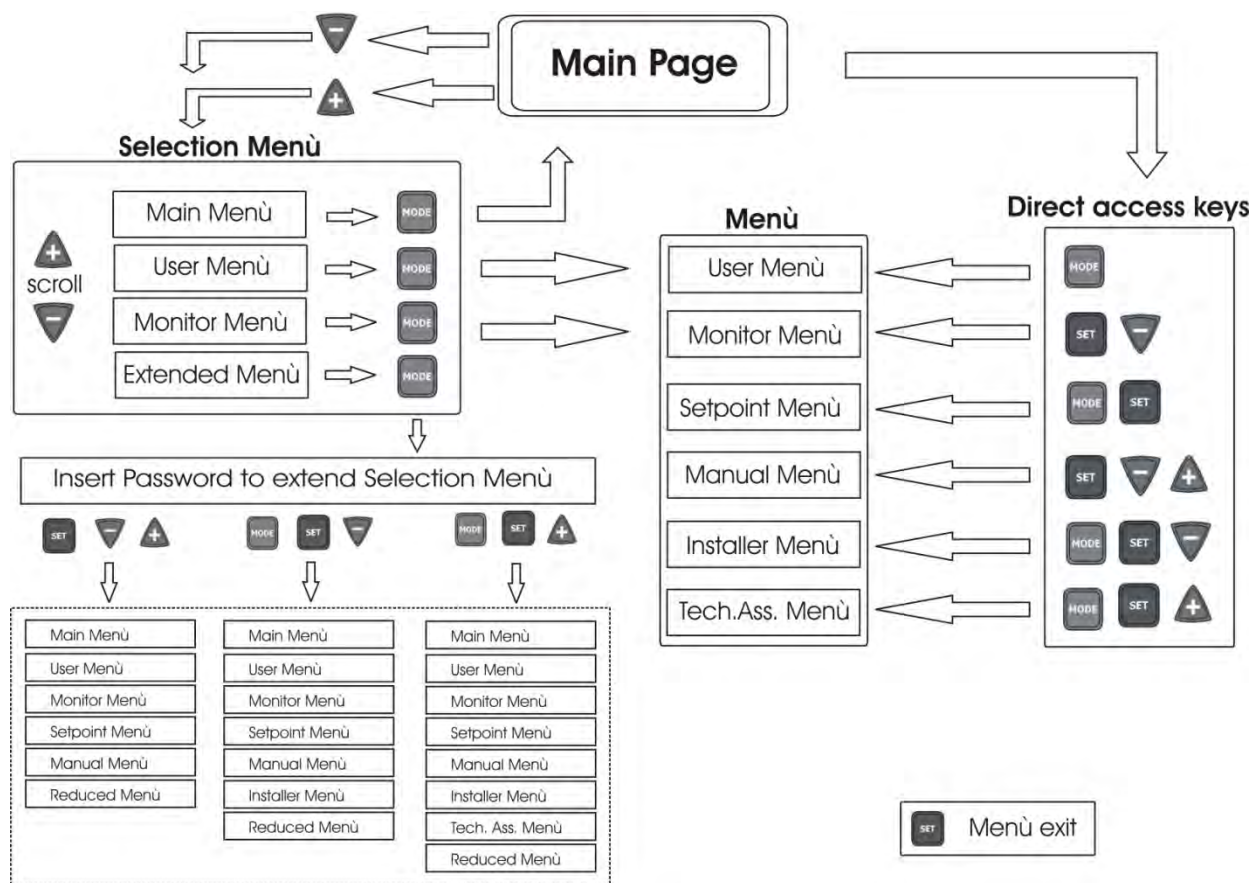 Main Page
Selection Menù
Main Menù
MODE
User Menù
MODE
scroll
Monitor Menù
MODE
Extended Menù
MODE
Insert Password to extend Selection Menù
SET
MODE SET
MODE SET
Main Menù
User Menù
Monitor Menù
Setpoint Menù
Manual Menù
Reduced Menù
Main Menù
User Menù
Monitor Menù
Setpoint Menù
Manual Menù
Installer Menù
Reduced Menù
Main Menù
User Menù
Monitor Menù
Setpoint Menù
Manual Menù
Installer Menù
Tech. Ass. Menù
Reduced Menù
Menù
User Menù
Monitor Menù
Setpoint Menù
Manual Menù
Installer Menù
Tech.Ass. Menù
Direct access keys
MODE
SET
MODE SET
SET
MODE SET
MODE SET
SET Menù exit